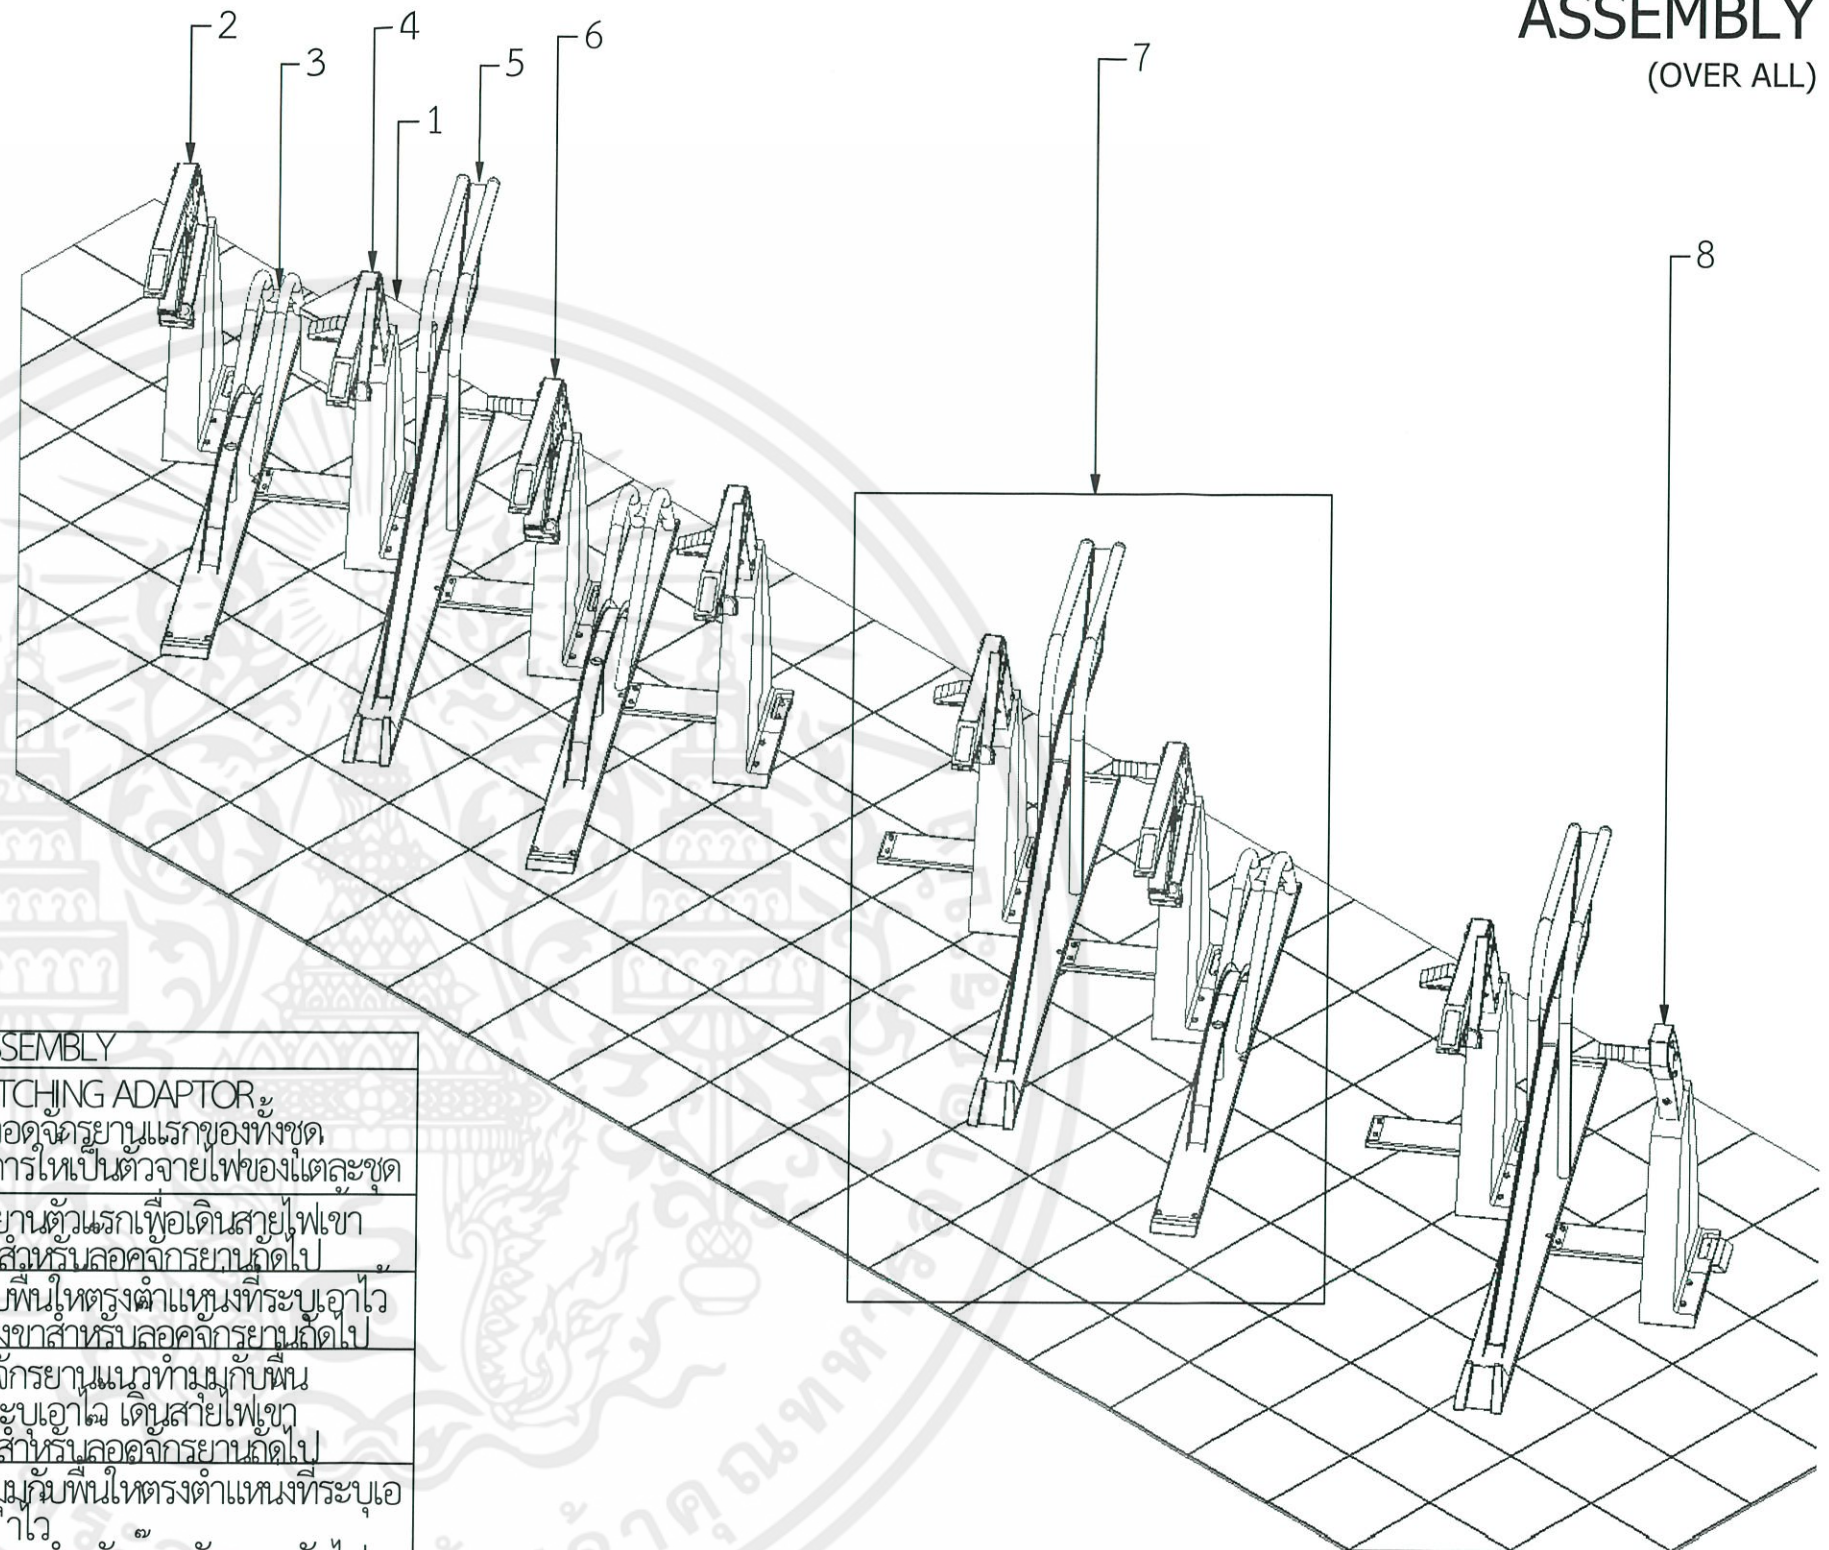 ASSEMBLY
(OVER ALL)
2
4
3
5
6
1
7
8
SSEMBLY
TCHING ADAPTOR
อดจักรยานแรกของทั้งชุด
การให้เป็นตัวจ่ายไฟของแต่ละชุด
ยานตัวแรกเพื่อเดินสายไฟเข้า
สำหรับลอคจักรยานถัดไป
บพื้นให้ตรงตำแหน่งที่ระบุเอาไว้
งขาสำหรับลอคจักรยานถัดไป
จักรยานแนวทำมุมกับพื้น
ะบุเอาไว้ เดินสายไฟเข้า
สำหรับลอคจักรยานถัดไป
มุมกับพื้นให้ตรงตำแหน่งที่ระบุเอ
าไว้